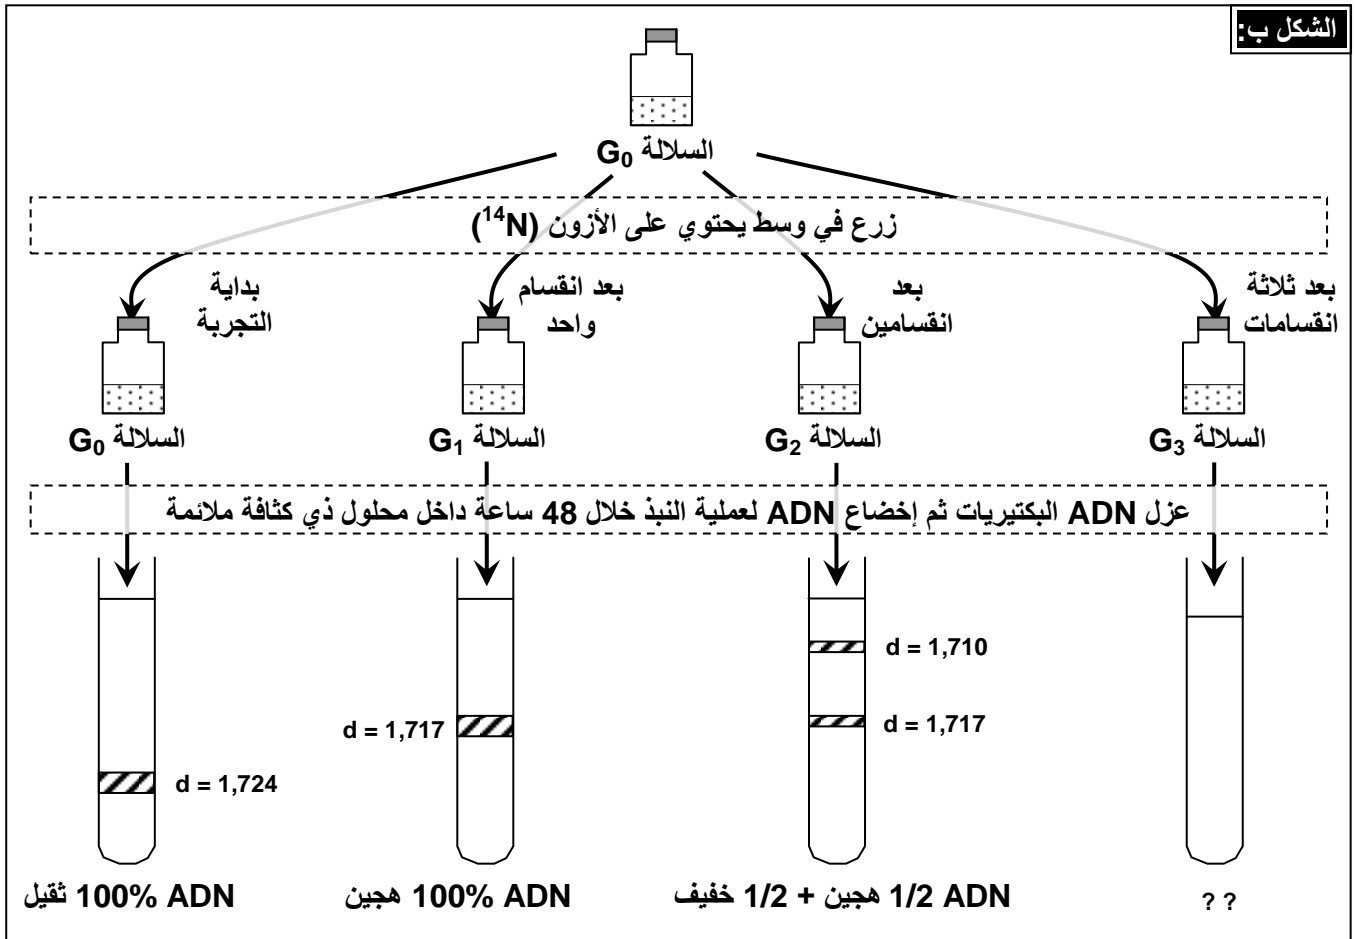 الشكل ب:
السلالة G0
زرع في وسط يحتوي على الأزون (14N)
بداية التجربة
بعد انقسام واحد
بعد انقسامين
بعد ثلاثة انقسامات
السلالة G0
السلالة G1
السلالة G2
السلالة G3
عزل ADN البكتيريات ثم إخضاع ADN لعملية النبذ خلال 48 ساعة داخل محلول ذي كثافة ملائمة
d = 1,724
d = 1,717
d = 1,710
d = 1,717
100% ADN ثقيل
100% ADN هجين
1/2 ADN هجين + 1/2 خفيف
? ?